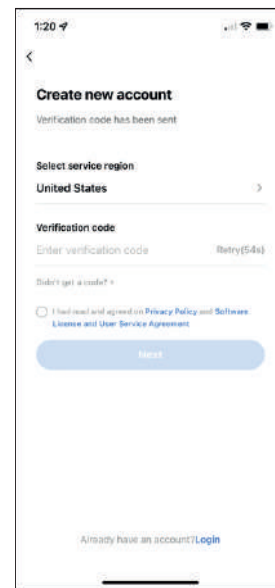 1:20
Create new account
Verification code has been sent
Select service region
United States
Verification code
Enter verification code Retry(54s)
Didn't get a code?
I had read and agreed on Privacy Policy and Software
License and User Service Agreement
Next
Already have an account?Login